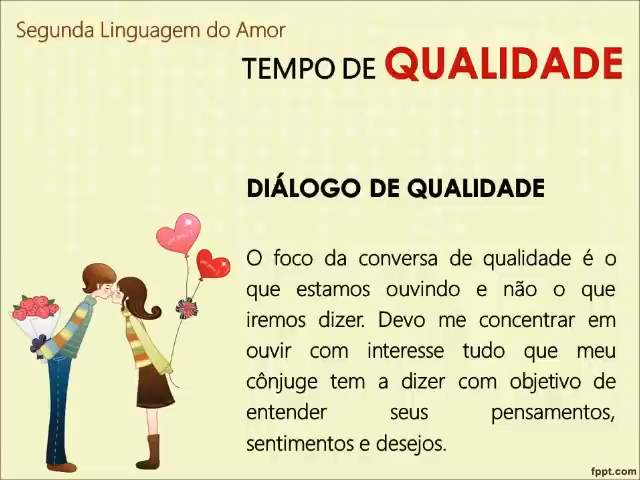 Segunda Linguagem do Amor
TEMPO DE QUALIDADE
DIÁLOGO DE QUALIDADE
O foco da conversa de qualidade é o
que estamos ouvindo e não o que
iremos dizer. Devo me concentrar em
ouvir com interesse tudo que meu
cônjuge tem a dizer com objetivo de
entender seus pensamentos,
sentimentos e desejos.
fppt.com